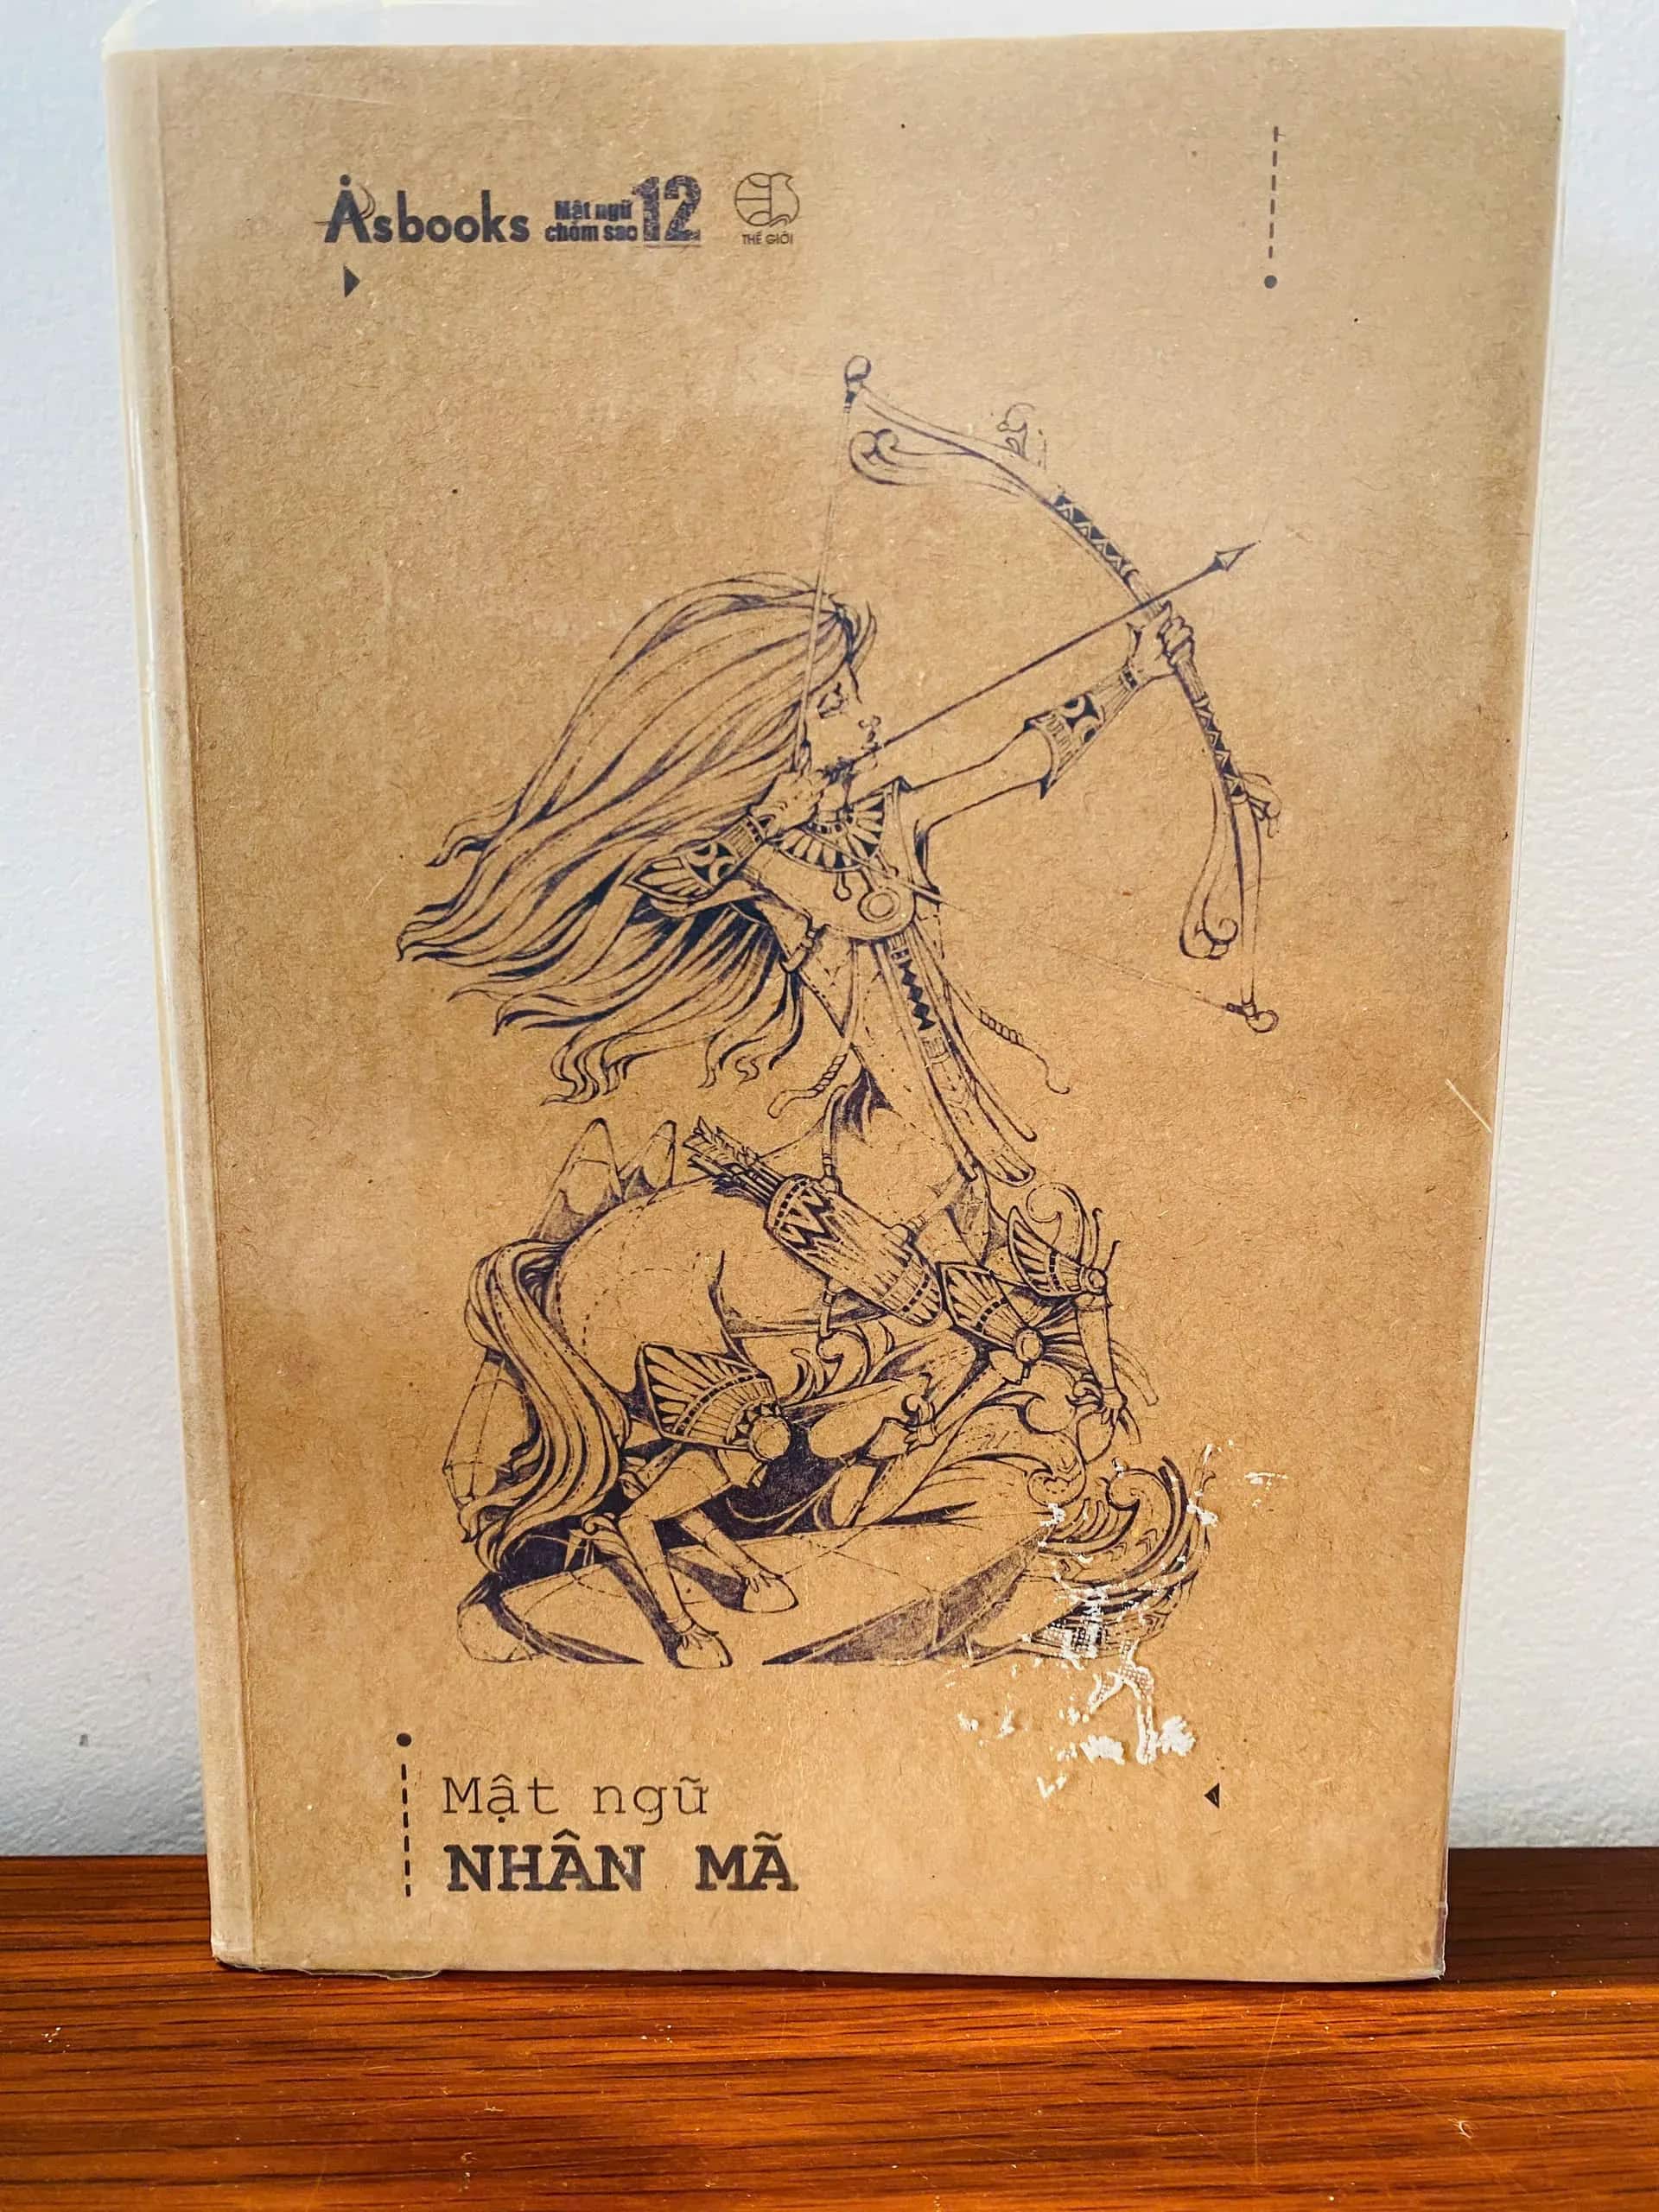 Asbooks
Mật ngữ 12
chòm sao
THẾ GIỚI
Mật ngữ
NHÂN MÃ